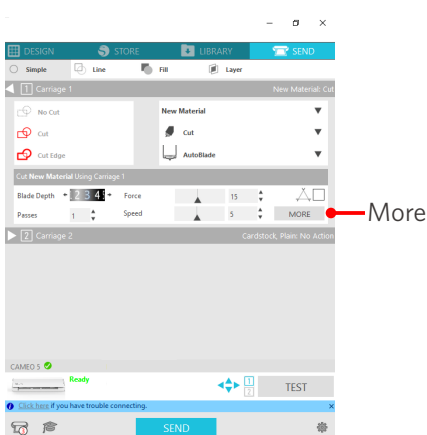 DESIGN STORE LIBRARY SEND
Simple Line Fill Layer
1 Carriage 1 New Material: Cut
No Cut New Material
Cut Cut
Cut Edge AutoBlade
Cut New Material Using Carriage 1
Blade Depth 2 3 4 Force 15
Passes 1 Speed 5 MORE
More
2 Carriage 2 Cardstock, Plain: No Action
CAMEO 5
Ready
1
2
TEST
Click here if you have trouble connecting.
SEND